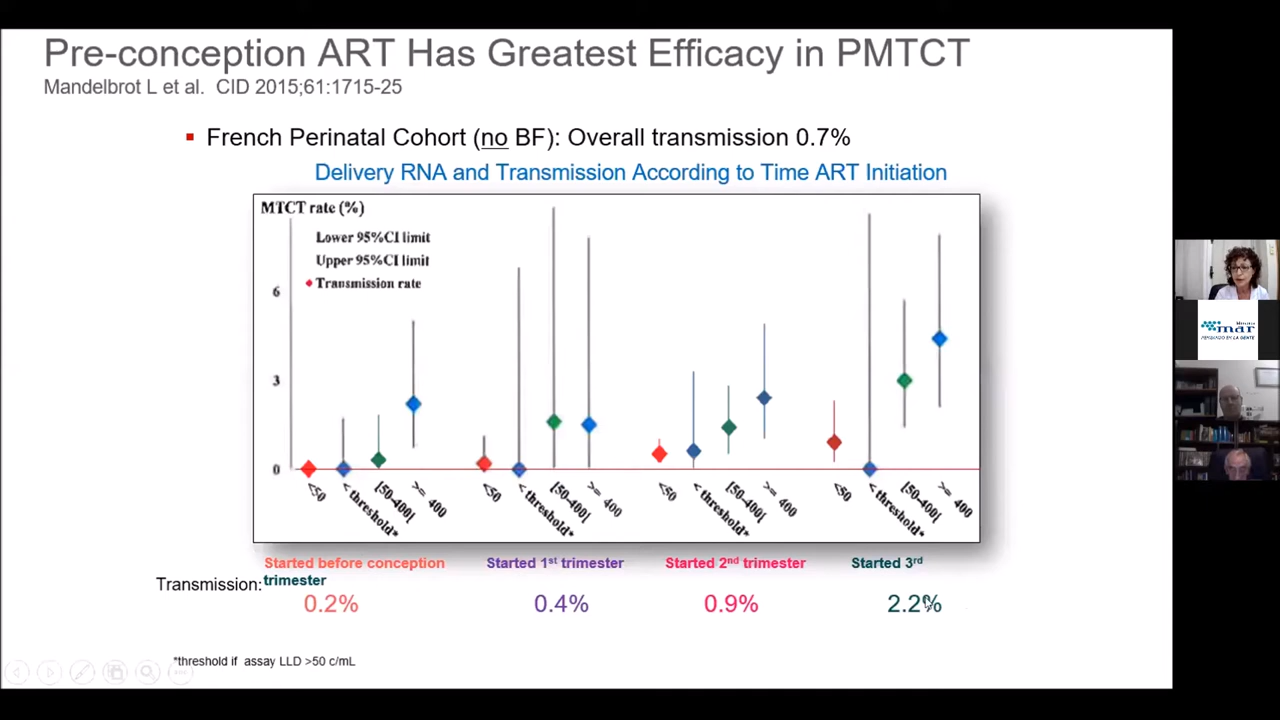 Pre-conception ART Has Greatest Efficacy in PMTCT
Mandelbrot L et al. CID 2015;61:1715-25
French Perinatal Cohort (no BF): Overall transmission 0.7%
Delivery RNA and Transmission According to Time ART Initiation
MTCT rate (%)
Lower 95%CI limit
Upper 95%CI limit
Transmission rate
6
3
0
<50
< threshold*
[50-400[
>= 400
<50
< threshold*
[50-400[
>= 400
<50
< threshold*
[50-400[
>= 400
<50
< threshold*
[50-400[
>= 400
Started before conception Started 1st trimester Started 2nd trimester Started 3rd
trimester
Transmission:
0.2% 0.4% 0.9% 2.2%
*threshold if assay LLD >50 c/mL
mar
PENSANDO EN LA GENTE